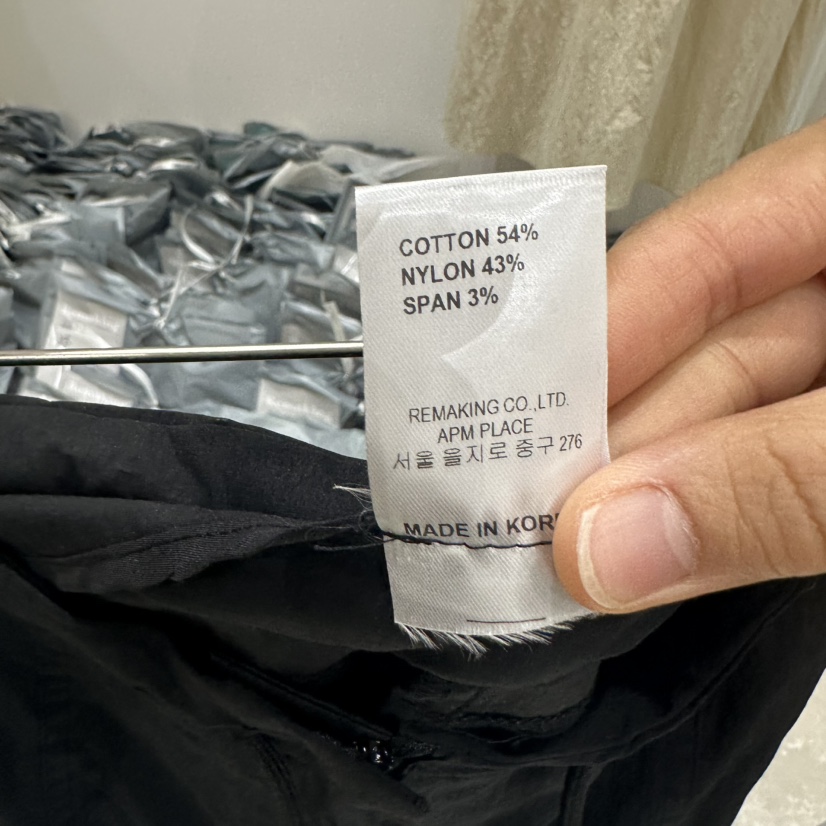 COTTON 54%
NYLON 43%
SPAN 3%
REMAKING CO.,LTD.
APM PLACE
서울 을지로 중구 276
MADE IN